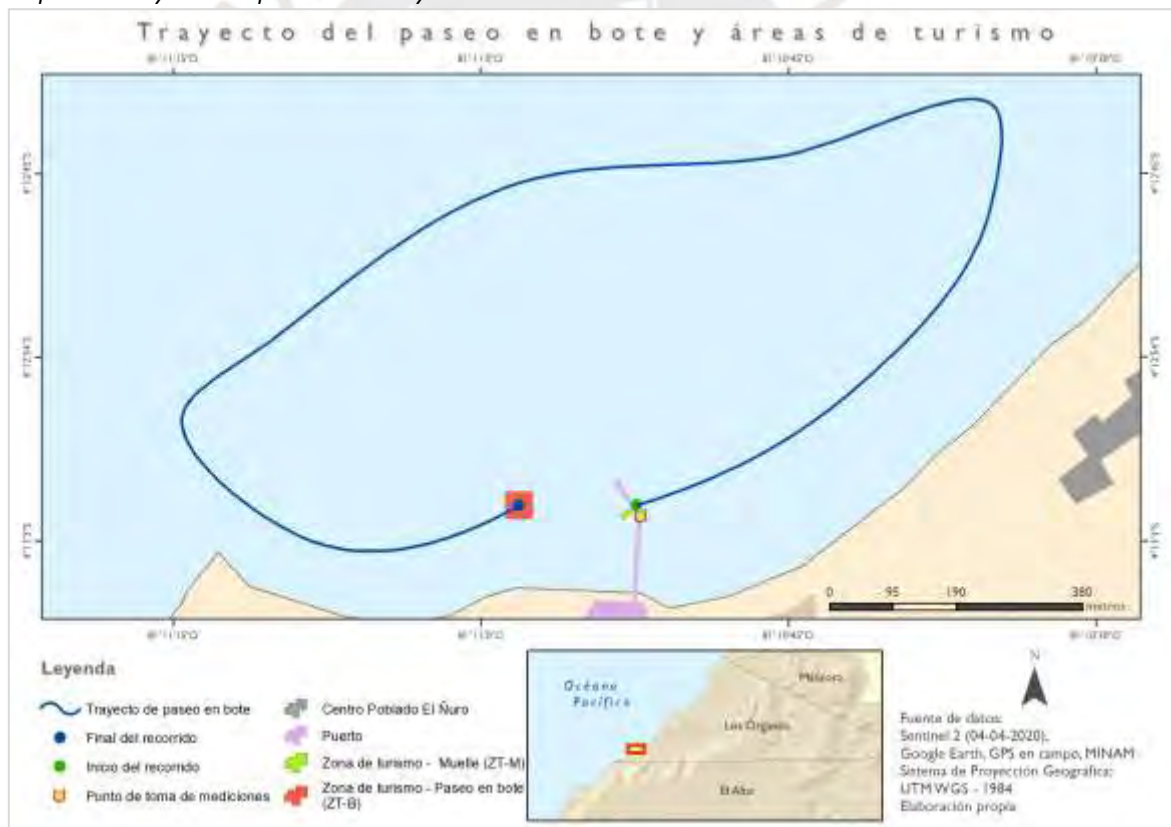 Trayecto del paseo en bote y áreas de turismo
0 95 190 380
metros
Leyenda
Trayecto de paseo en bote
Final del recorrido
Inicio del recorrido
Punto de toma de mediciones
Centro Poblado El Ñuro
Puerto
Zona de turismo - Muelle (ZT-M)
Zona de turismo - Paseo en bote
(ZT-B)
Océano
Pacífico
Máncora
Los Órganos
El Alto
N
Fuente de datos:
Sentinel 2 (04-04-2020),
Google Earth, GPS en campo, MINAM
Sistema de Proyección Geográfica:
UTM WGS - 1984
Elaboración propia